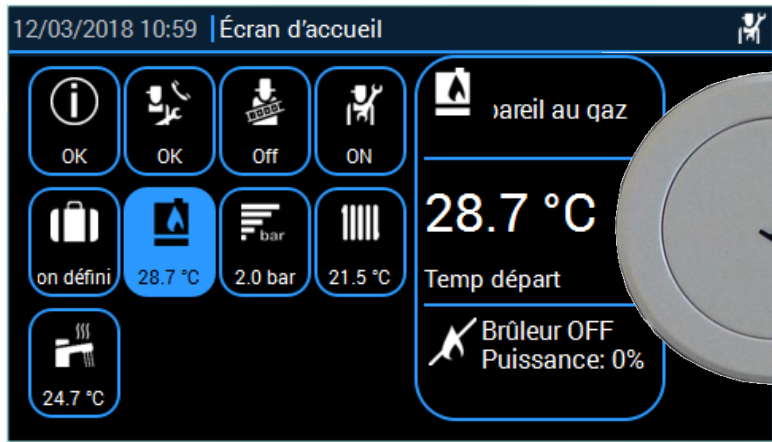 12/03/2018 10:59 Écran d'accueil
OK
OK
Off
ON
on défini
28.7 °C
bar
2.0 bar
21.5 °C
24.7 °C
pareil au gaz
28.7 °C
Temp départ
Brûleur OFF
Puissance: 0%